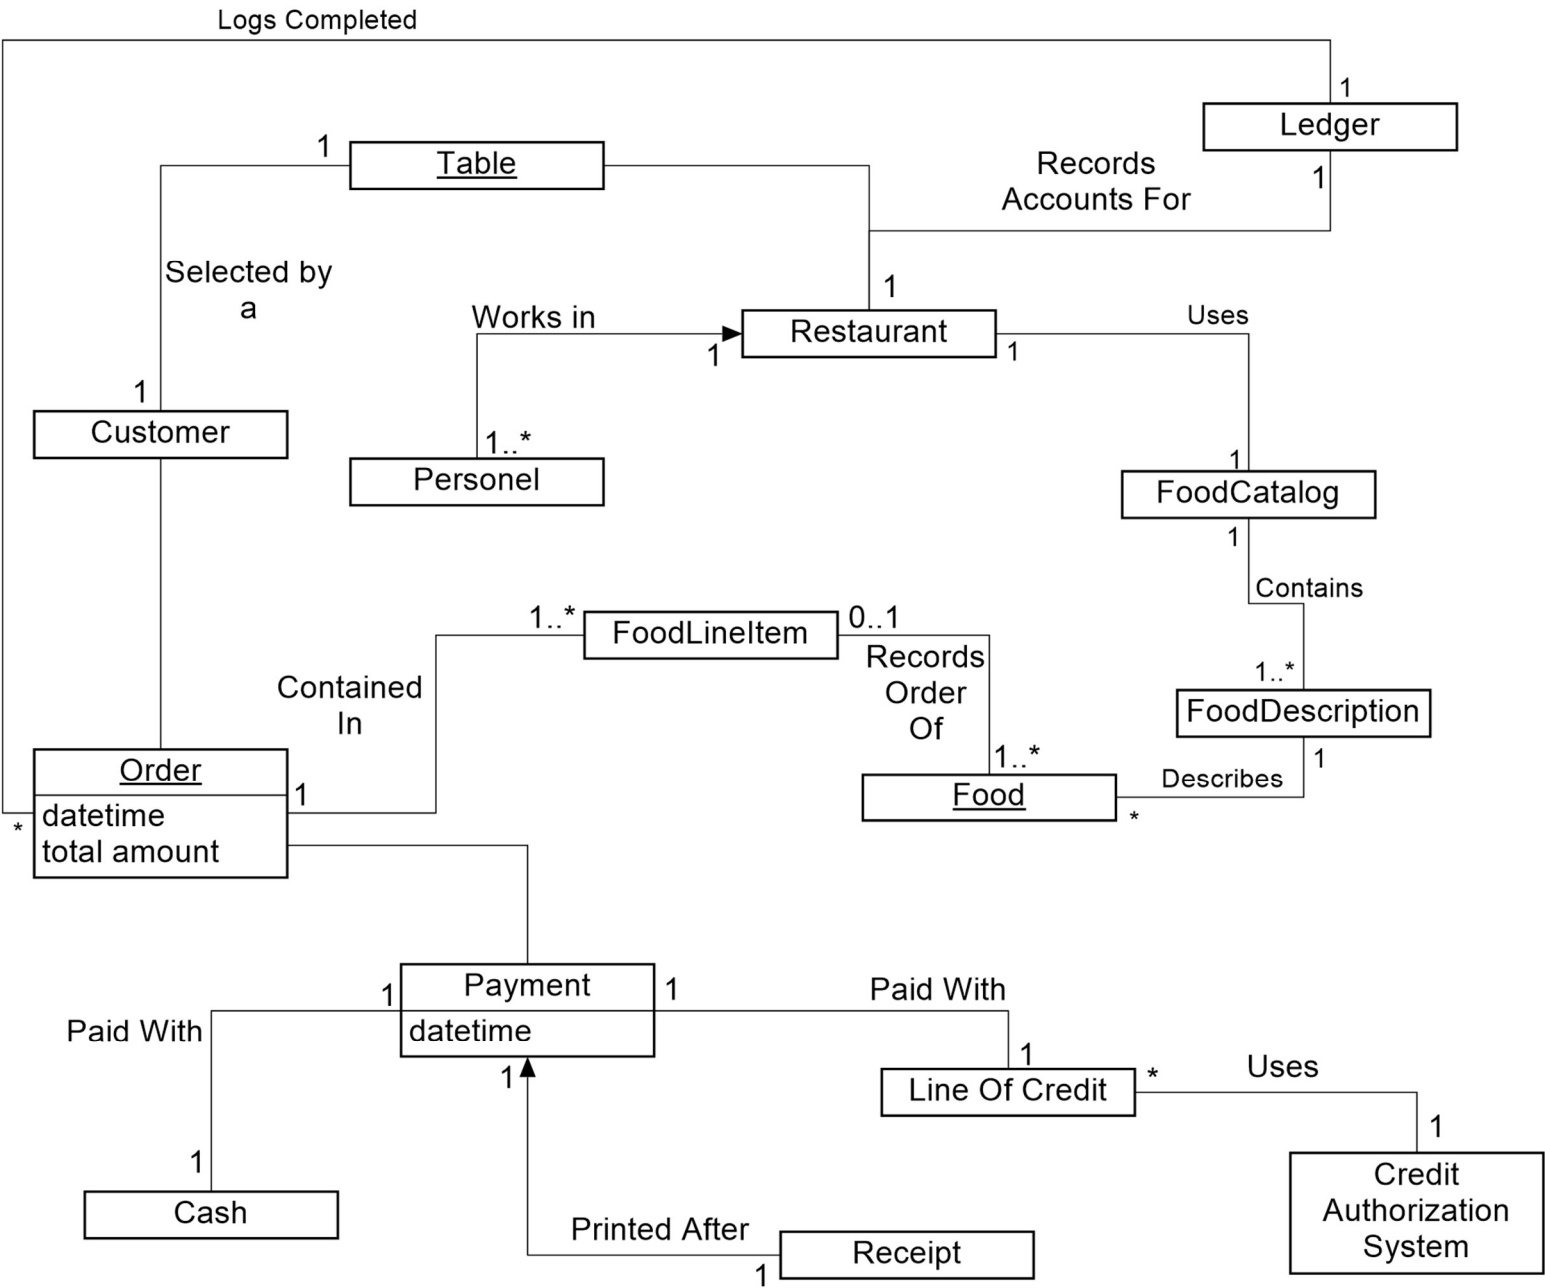 Logs Completed
1
Ledger
1
Table
1
Records
Accounts For
Selected by
a
1
Works in
Restaurant
Uses
1
1
1
Customer
1..*
Personel
1
FoodCatalog
1
Contains
1..*
FoodLineItem
0..1
Records
Order
Of
1..*
FoodDescription
Contained
In
1..*
1
Describes
Food
*
Order
1
datetime
total amount
*
Payment
datetime
1
1
Paid With
Paid With
1
1
Line Of Credit
*
Uses
1
Credit
Authorization
System
1
Cash
Printed After
Receipt
1